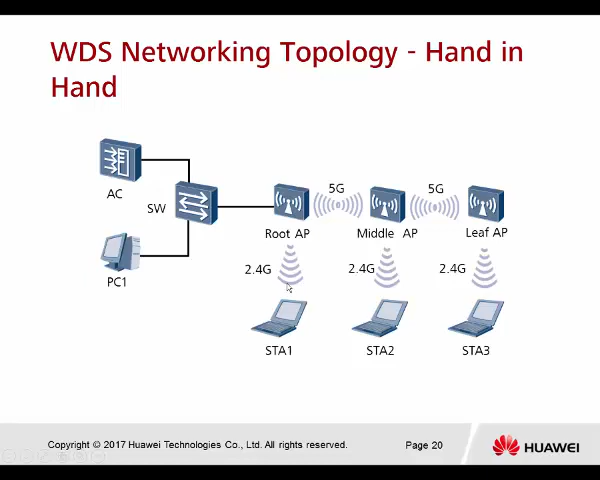 WDS Networking Topology - Hand in
Hand
5G
5G
AC
SW
Root AP
Middle AP
Leaf AP
2.4G
2.4G
2.4G
PC1
STA1
STA2
STA3
Copyright © 2017 Huawei Technologies Co., Ltd. All rights reserved.
Page 20
HUAWEI